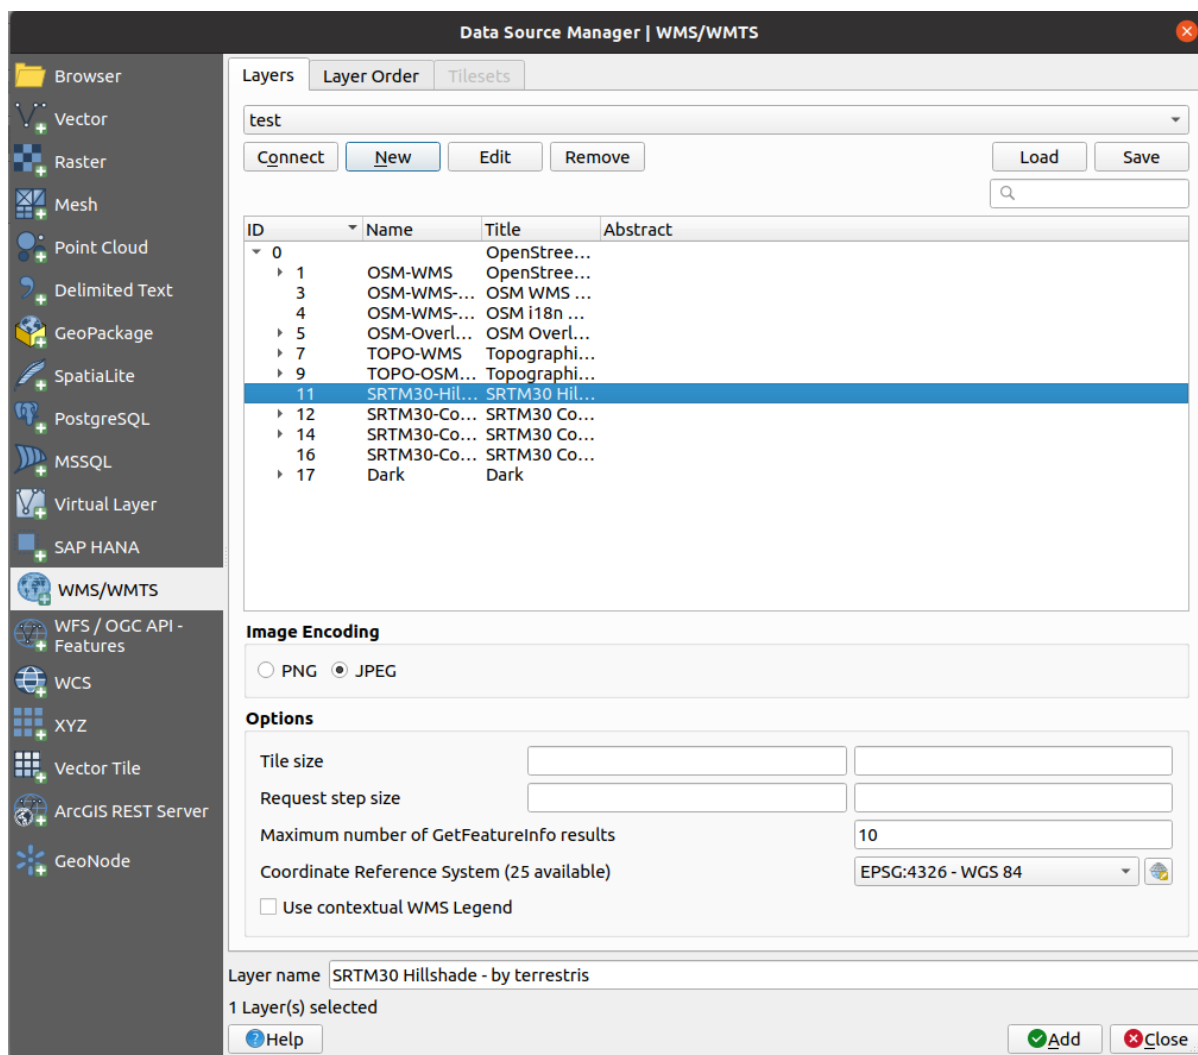 Data Source Manager | WMS/WMTS
Browser
Vector
Raster
Mesh
Point Cloud
Delimited Text
GeoPackage
SpatiaLite
PostgreSQL
MSSQL
Virtual Layer
SAP HANA
WMS/WMTS
WFS / OGC API -
Features
WCS
XYZ
Vector Tile
ArcGIS REST Server
GeoNode
Layers Layer Order Tilesets
test
Connect New Edit Remove Load Save
ID Name Title Abstract
0 OpenStree...
1 OSM-WMS OpenStree...
3 OSM-WMS-... OSM WMS ...
4 OSM-WMS-... OSM i18n ...
5 OSM-Overl... OSM Overl...
7 TOPO-WMS Topographi...
9 TOPO-OSM... Topographi...
11 SRTM30-Hil... SRTM30 Hil...
12 SRTM30-Co... SRTM30 Co...
14 SRTM30-Co... SRTM30 Co...
16 SRTM30-Co... SRTM30 Co...
17 Dark Dark
Image Encoding
PNG JPEG
Options
Tile size
Request step size
Maximum number of GetFeatureInfo results 10
Coordinate Reference System (25 available) EPSG:4326 - WGS 84
Use contextual WMS Legend
Layer name SRTM30 Hillshade - by terrestris
1 Layer(s) selected
Help Add Close